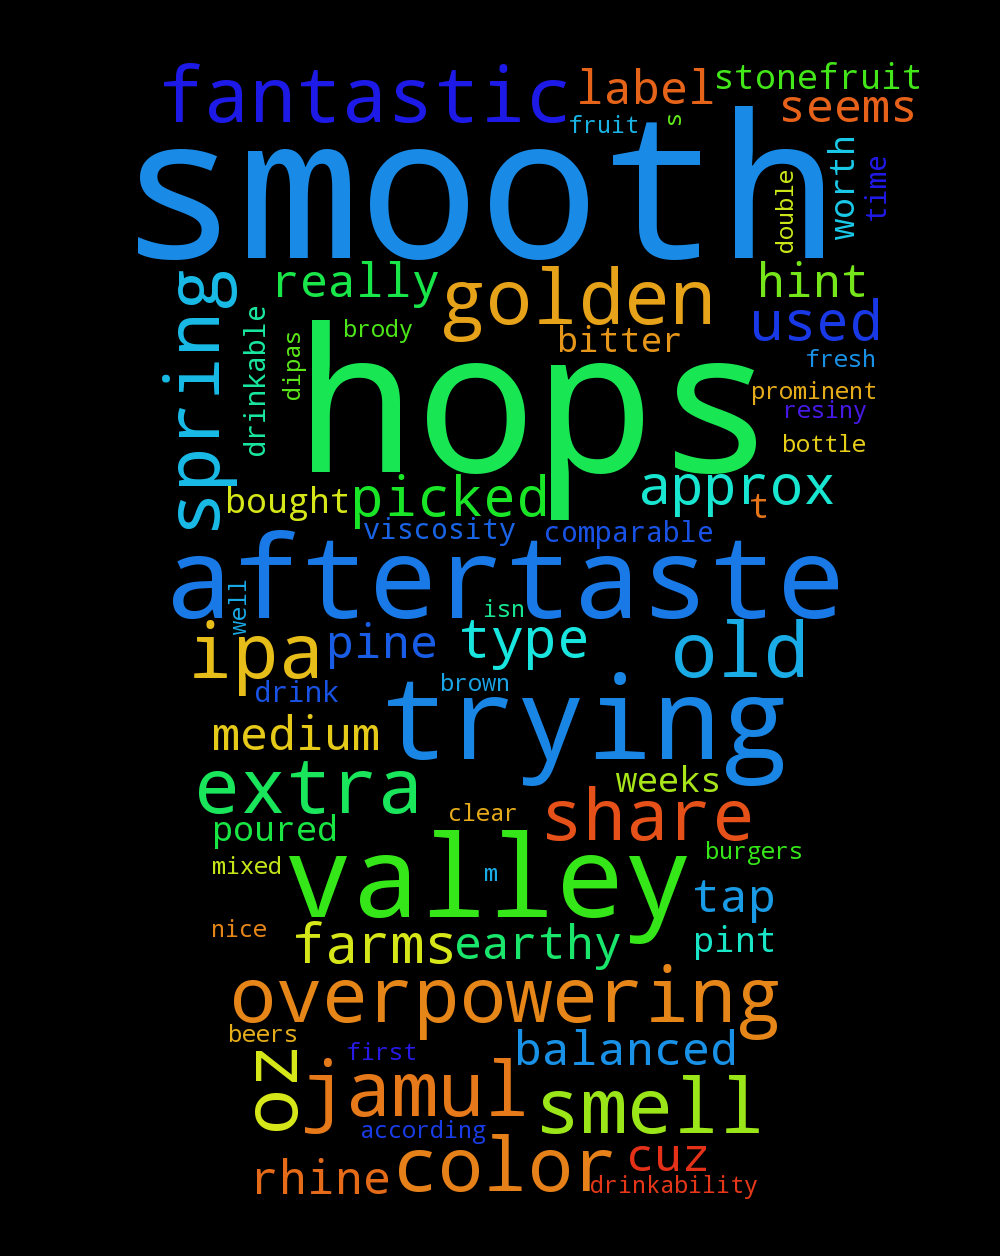 fantastic
label
stonefruit
seems
fruit
s
smooth
worth
time
double
really
golden
hint
spring
used
drinkable
dipas
brody
bitter
fresh
hops
prominent
resiny
bottle
bought
picked
approx
t
viscosity
comparable
aftertaste
well
isn
ipa
pine
type
old
drink
brown
trying
medium
extra
weeks
share
clear
poured
valley
burgers
mixed
m
tap
nice
farms
earthy
pint
overpowering
beers
first
balanced
oz
jamul
smell
according
color
cuz
rhine
drinkability